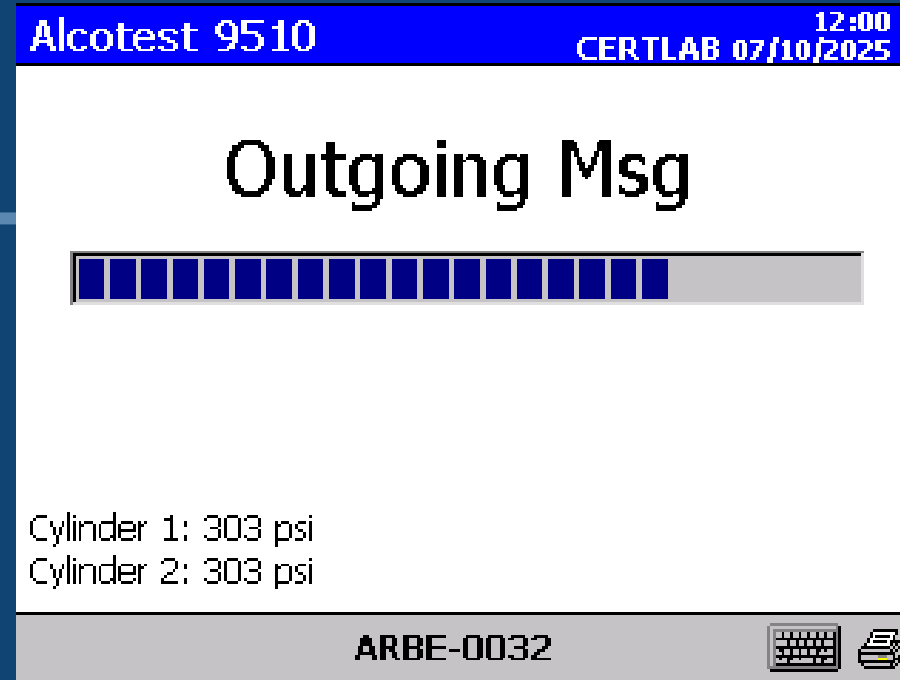 Alcotest 9510
12:00
CERTLAB 07/10/2025
Outgoing Msg
Cylinder 1: 303 psi
Cylinder 2: 303 psi
ARBE-0032